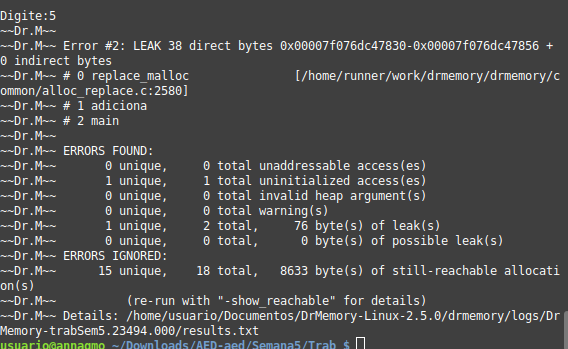 Digite:5
~~Dr.M~~
~~Dr.M~~ Error #2: LEAK 38 direct bytes 0x00007f076dc47830-0x00007f076dc47856 +
0 indirect bytes
~~Dr.M~~ # 0 replace_malloc               [/home/runner/work/drmemory/drmemory/c
ommon/alloc_replace.c:2580]
~~Dr.M~~ # 1 adiciona
~~Dr.M~~ # 2 main
~~Dr.M~~
~~Dr.M~~ ERRORS FOUND:
~~Dr.M~~       0 unique,     0 total unaddressable access(es)
~~Dr.M~~       1 unique,     1 total uninitialized access(es)
~~Dr.M~~       0 unique,     0 total invalid heap argument(s)
~~Dr.M~~       0 unique,     0 total warning(s)
~~Dr.M~~       1 unique,     2 total,     76 byte(s) of leak(s)
~~Dr.M~~       0 unique,     0 total,      0 byte(s) of possible leak(s)
~~Dr.M~~ ERRORS IGNORED:
~~Dr.M~~      15 unique,    18 total,   8633 byte(s) of still-reachable allocati
on(s)
~~Dr.M~~          (re-run with "-show_reachable" for details)
~~Dr.M~~ Details: /home/usuario/Documentos/DrMemory-Linux-2.5.0/drmemory/logs/Dr
Memory-trabSem5.23494.000/results.txt
usuario@annagmo ~/Downloads/AED-aed/Semana5/Trab $